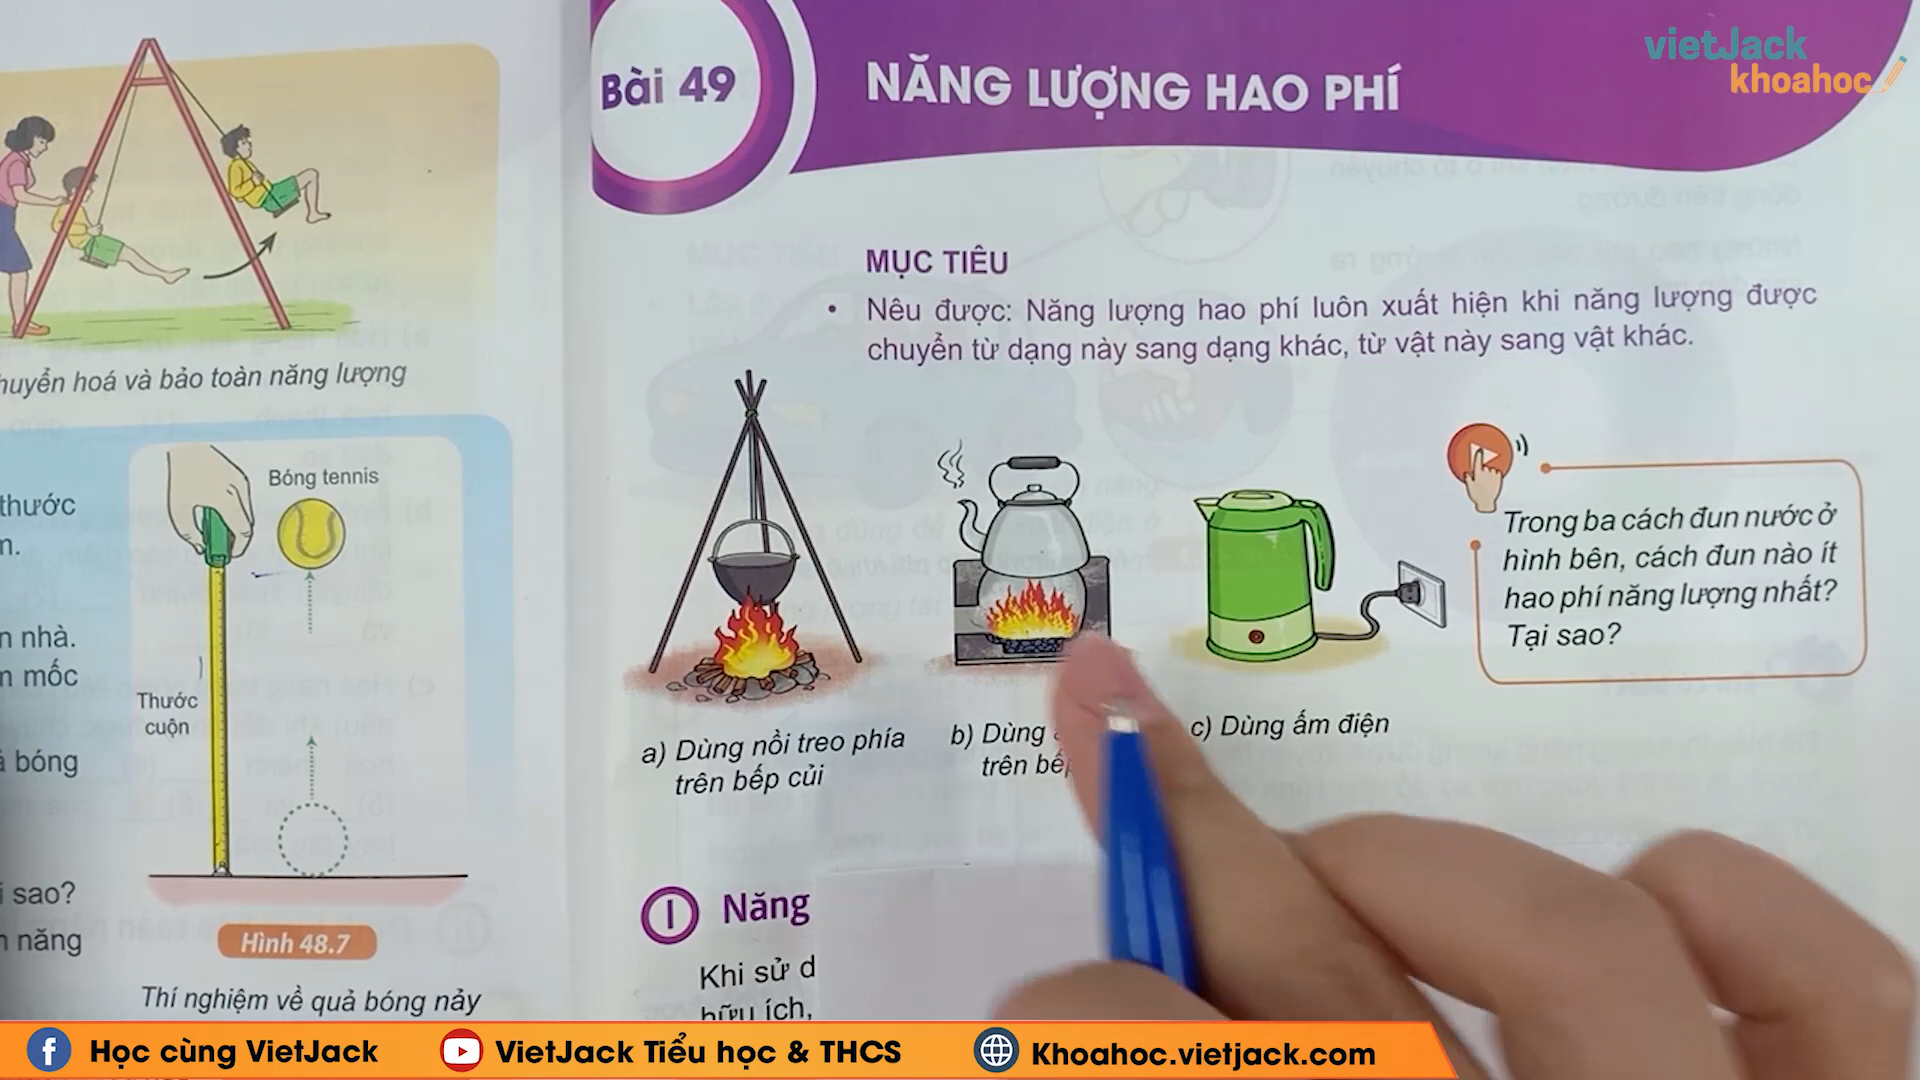 huyển hoá và bảo toàn năng lượng
thước
Bóng tennis
n nhà.
n mốc
Thước
cuộn
bóng
sao?
năng
Hình 48.7
Thí nghiệm về quả bóng nảy
Bài 49
NĂNG LƯỢNG HAO PHÍ
vietJack
khoahoc
MỤC TIÊU
• Nêu được: Năng lượng hao phí luôn xuất hiện khi năng lượng được
chuyển từ dạng này sang dạng khác, từ vật này sang vật khác.
Trong ba cách đun nước ở
hình bên, cách đun nào ít
hao phí năng lượng nhất?
Tại sao?
a) Dùng nồi treo phía
trên bếp củi
b) Dùng
trên bếp
c) Dùng ấm điện
I Năng
Khi sử d
hữu ích,
Học cùng VietJack
VietJack Tiểu học & THCS
Khoahoc.vietjack.com